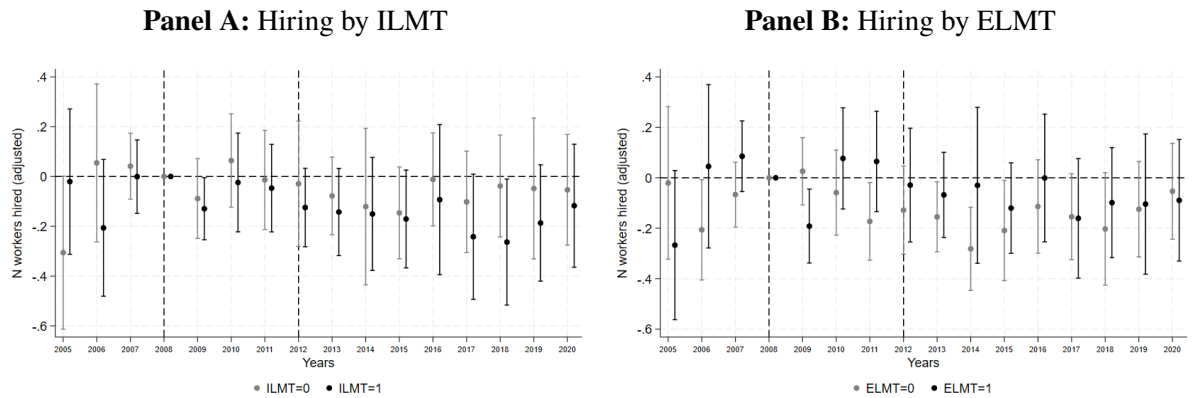 Panel A: Hiring by ILMT
N workers hired (adjusted)
.4
.2
0
-.2
-.4
-.6
2005 2006 2007 2008 2009 2010 2011 2012 2013 2014 2015 2016 2017 2018 2019 2020
Years
ILMT=0 ILMT=1
Panel B: Hiring by ELMT
N workers hired (adjusted)
.4
.2
0
-.2
-.4
-.6
2005 2006 2007 2008 2009 2010 2011 2012 2013 2014 2015 2016 2017 2018 2019 2020
Years
ELMT=0 ELMT=1